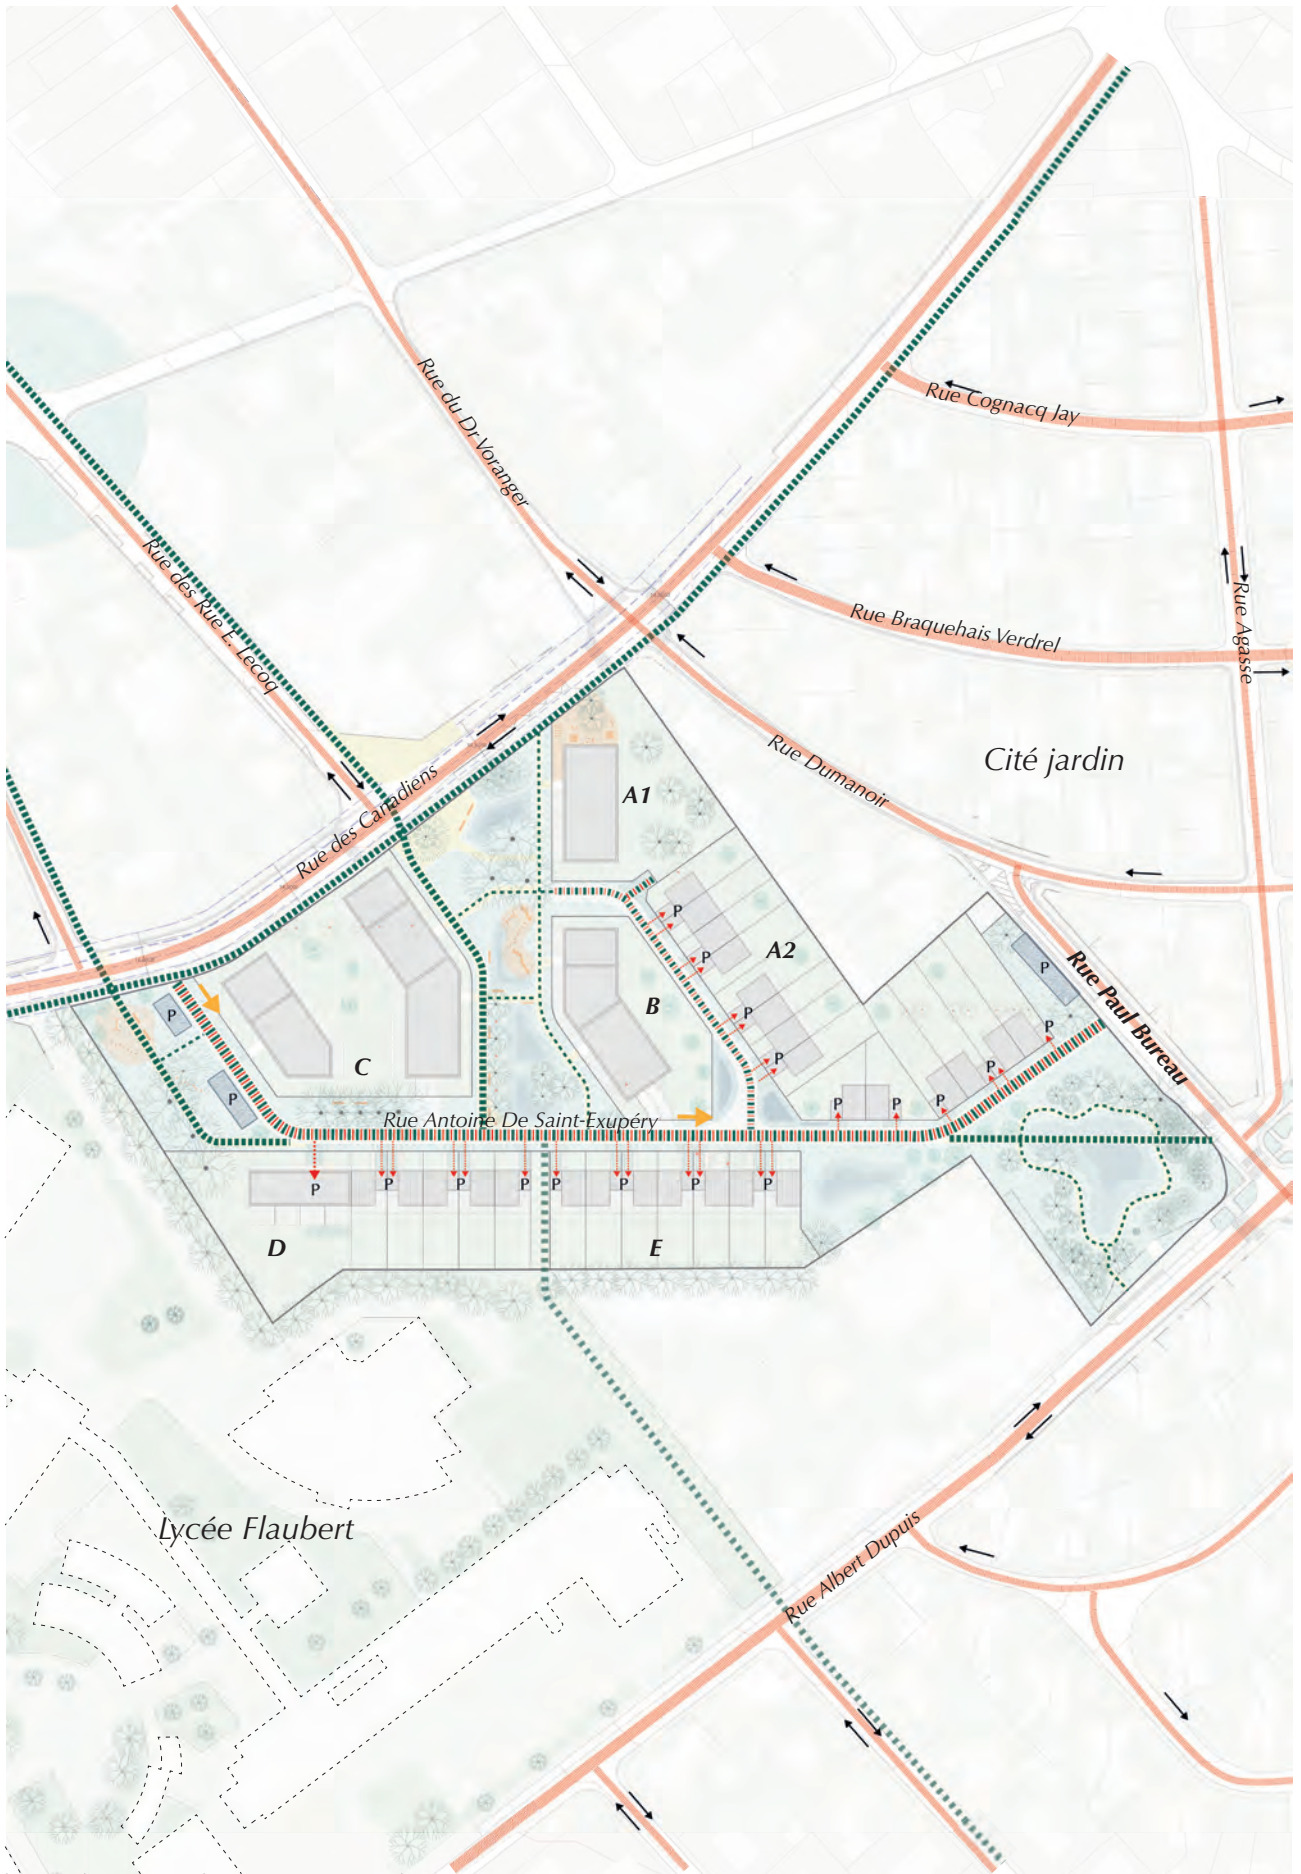 Rue du Dr Voranger
Rue Cognacq Jay
Rue des Rue E. Lecoq
Rue Braquehais Verdrel
Rue Agasse
Rue des Canadiens
Rue Dumanoir
Cité jardin
A1
P
A2
P
B
P
P
P
Rue Paul Bureau
P
P
P
C
P
P
P
P
Rue Antoine De Saint-Exupéry
P
P
P
P
P
P
P
P
D
E
Lycée Flaubert
Rue Albert Dupuis